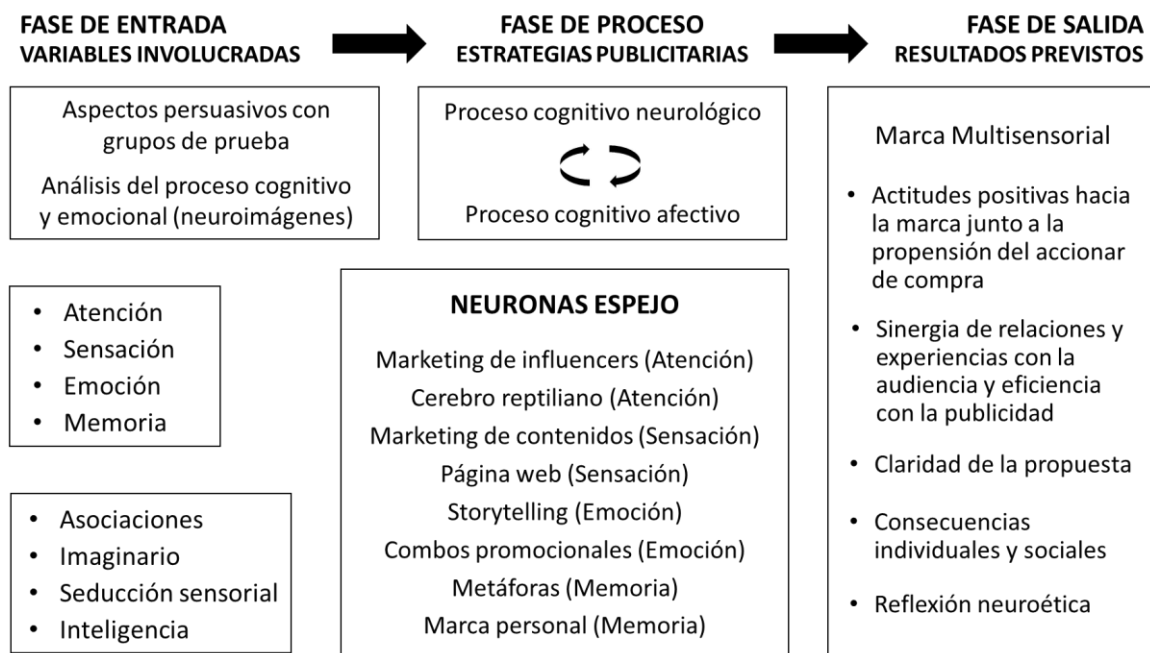 FASE DE ENTRADA
VARIABLES INVOLUCRADAS
FASE DE PROCESO
ESTRATEGIAS PUBLICITARIAS
FASE DE SALIDA
RESULTADOS PREVISTOS
Aspectos persuasivos con
grupos de prueba
Análisis del proceso cognitivo
y emocional (neuroimágenes)
• Atención
• Sensación
• Emoción
• Memoria
• Asociaciones
• Imaginario
• Seducción sensorial
• Inteligencia
Proceso cognitivo neurológico
Proceso cognitivo afectivo
NEURONAS ESPEJO
Marketing de influencers (Atención)
Cerebro reptiliano (Atención)
Marketing de contenidos (Sensación)
Página web (Sensación)
Storytelling (Emoción)
Combos promocionales (Emoción)
Metáforas (Memoria)
Marca personal (Memoria)
Marca Multisensorial
• Actitudes positivas hacia
la marca junto a la
propensión del accionar
de compra
• Sinergia de relaciones y
experiencias con la
audiencia y eficiencia
con la publicidad
• Claridad de la propuesta
• Consecuencias
individuales y sociales
• Reflexión neuroética